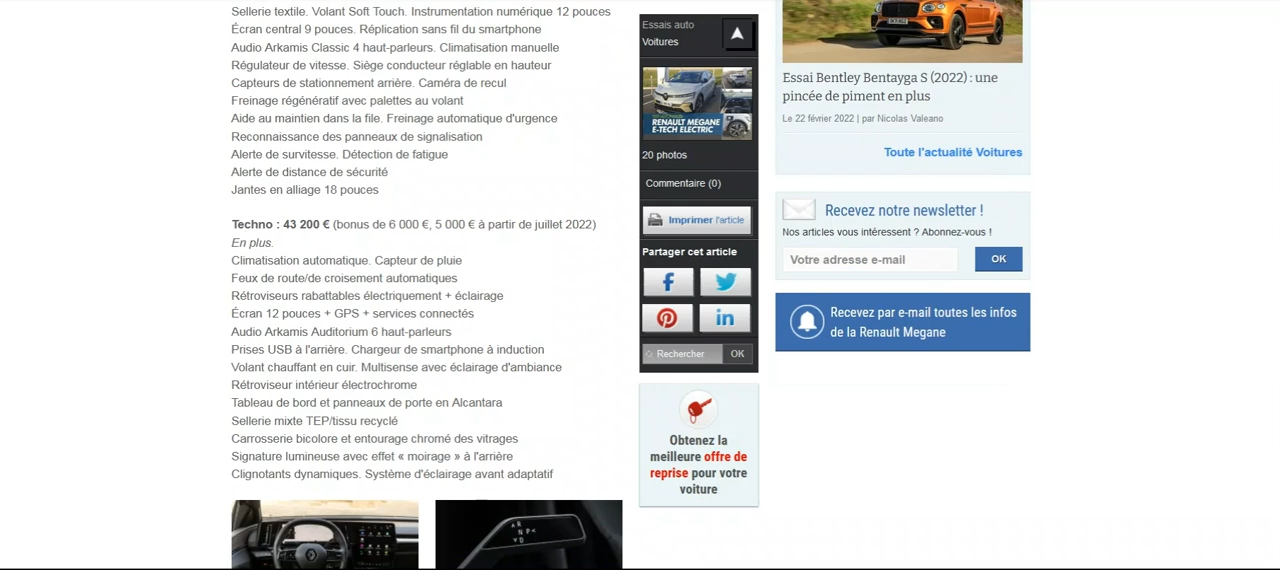 Sellerie textile. Volant Soft Touch. Instrumentation numérique 12 pouces
Écran central 9 pouces. Réplication sans fil du smartphone
Audio Arkamis Classic 4 haut-parleurs. Climatisation manuelle
Régulateur de vitesse. Siège conducteur réglable en hauteur
Capteurs de stationnement arrière. Caméra de recul
Freinage régénératif avec palettes au volant
Aide au maintien dans la file. Freinage automatique d'urgence
Reconnaissance des panneaux de signalisation
Alerte de survitesse. Détection de fatigue
Alerte de distance de sécurité
Jantes en alliage 18 pouces
Techno : 43 200 € (bonus de 6 000 €, 5 000 € à partir de juillet 2022)
En plus.
Climatisation automatique. Capteur de pluie
Feux de route/de croisement automatiques
Rétroviseurs rabattables électriquement + éclairage
Écran 12 pouces + GPS + services connectés
Audio Arkamis Auditorium 6 haut-parleurs
Prises USB à l'arrière. Chargeur de smartphone à induction
Volant chauffant en cuir. Multisense avec éclairage d'ambiance
Rétroviseur intérieur électrochrome
Tableau de bord et panneaux de porte en Alcantara
Sellerie mixte TEP/tissu recyclé
Carrosserie bicolore et entourage chromé des vitrages
Signature lumineuse avec effet « moirage » à l'arrière
Clignotants dynamiques. Système d'éclairage avant adaptatif
R
N P
D
Essais auto
Voitures
RENAULT MEGANE
E-TECH ELECTRIC
20 photos
Commentaire (0)
Imprimer l'article
Partager cet article
Rechercher OK
Obtenez la
meilleure offre de
reprise pour votre
voiture
Essai Bentley Bentayga S (2022) : une
pincée de piment en plus
Le 22 février 2022 | par Nicolas Valeano
Toute l'actualité Voitures
Recevez notre newsletter !
Nos articles vous intéressent ? Abonnez-vous !
Votre adresse e-mail OK
Recevez par e-mail toutes les infos
de la Renault Megane